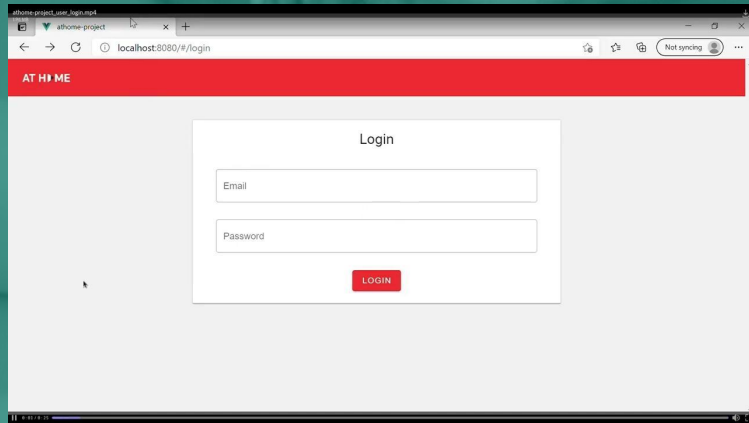 athome-project_user_login.mp4
athome-project
localhost:8080/#/login
Not syncing
AT HOME
Login
Email
Password
LOGIN